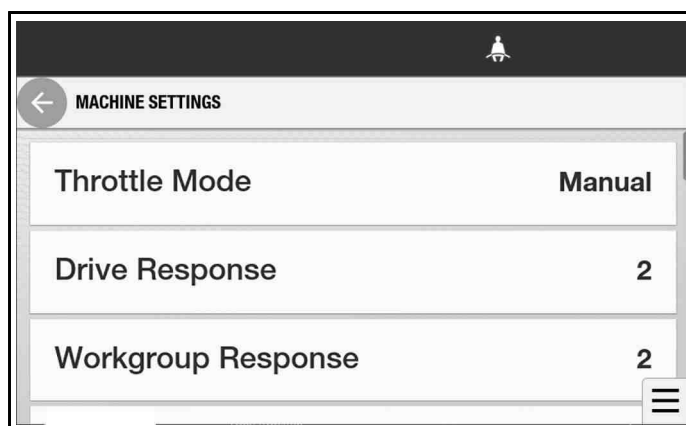 MACHINE SETTINGS
Throttle Mode Manual
Drive Response 2
Workgroup Response 2